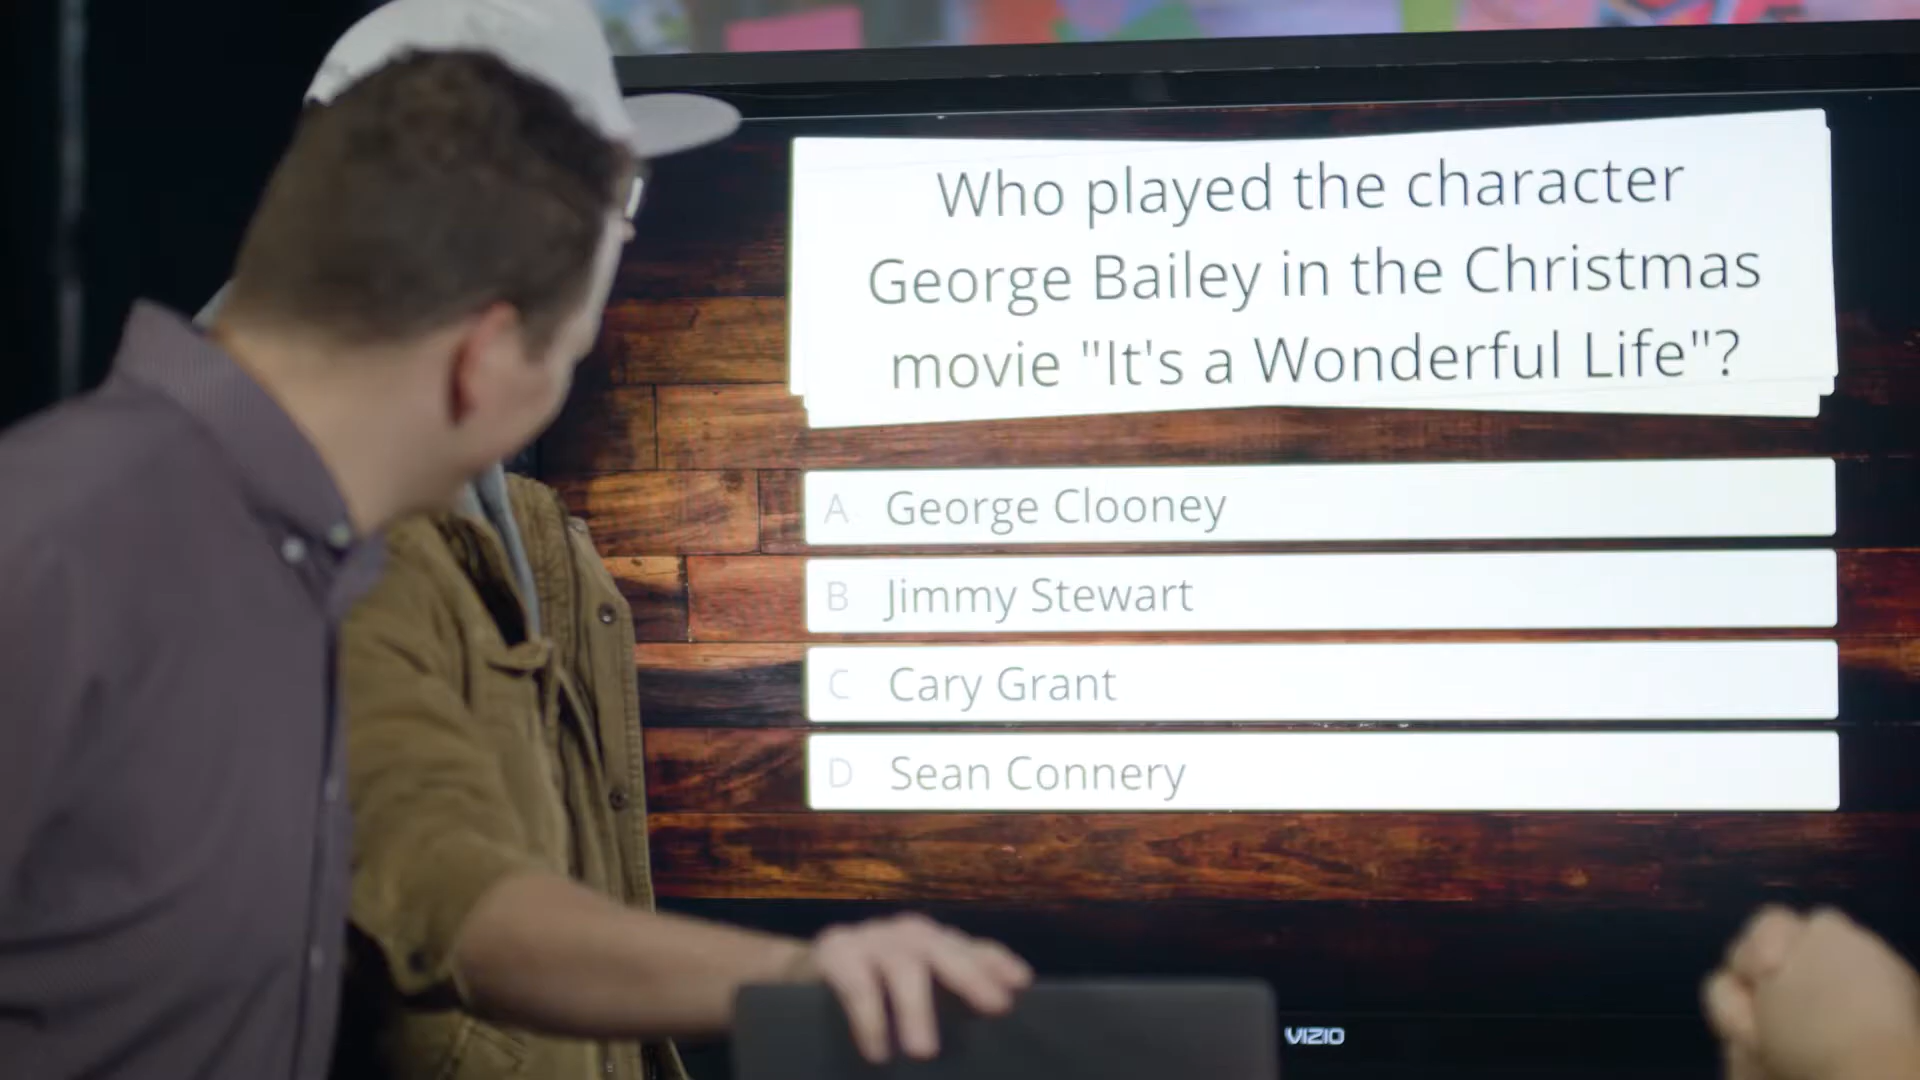 Who played the character
George Bailey in the Christmas
movie "It's a Wonderful Life"?
A George Clooney
B Jimmy Stewart
C Cary Grant
D Sean Connery
VIZIO